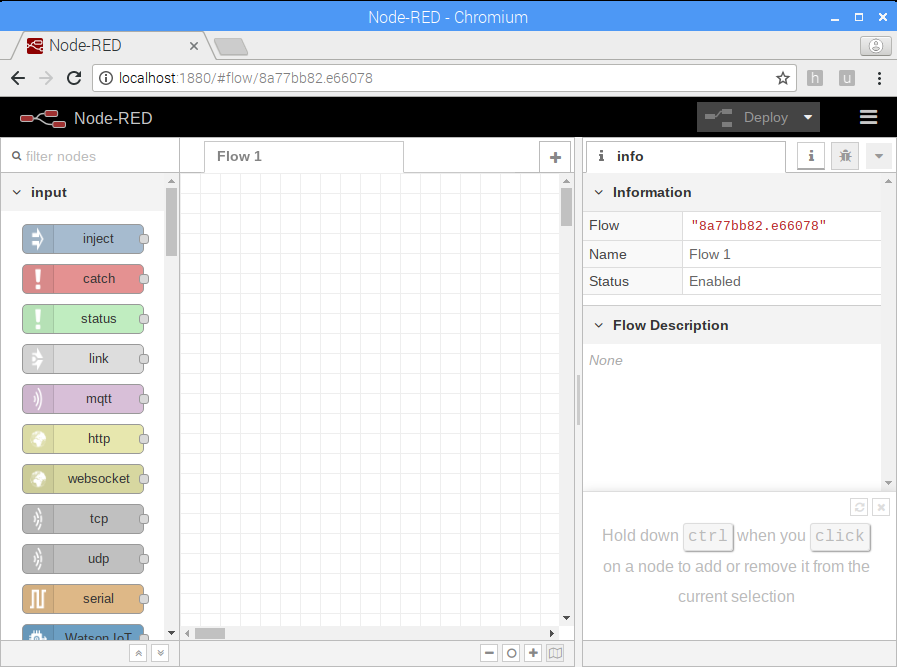 Node-RED - Chromium
Node-RED
localhost:1880/#flow/8a77bb82.e66078
h u
Node-RED
Deploy
filter nodes
Flow 1
i info
i
input
inject
catch
status
link
mqtt
http
websocket
tcp
udp
serial
Watson IoT
Information
Flow "8a77bb82.e66078"
Name Flow 1
Status Enabled
Flow Description
None
Hold down ctrl when you click
on a node to add or remove it from the
current selection